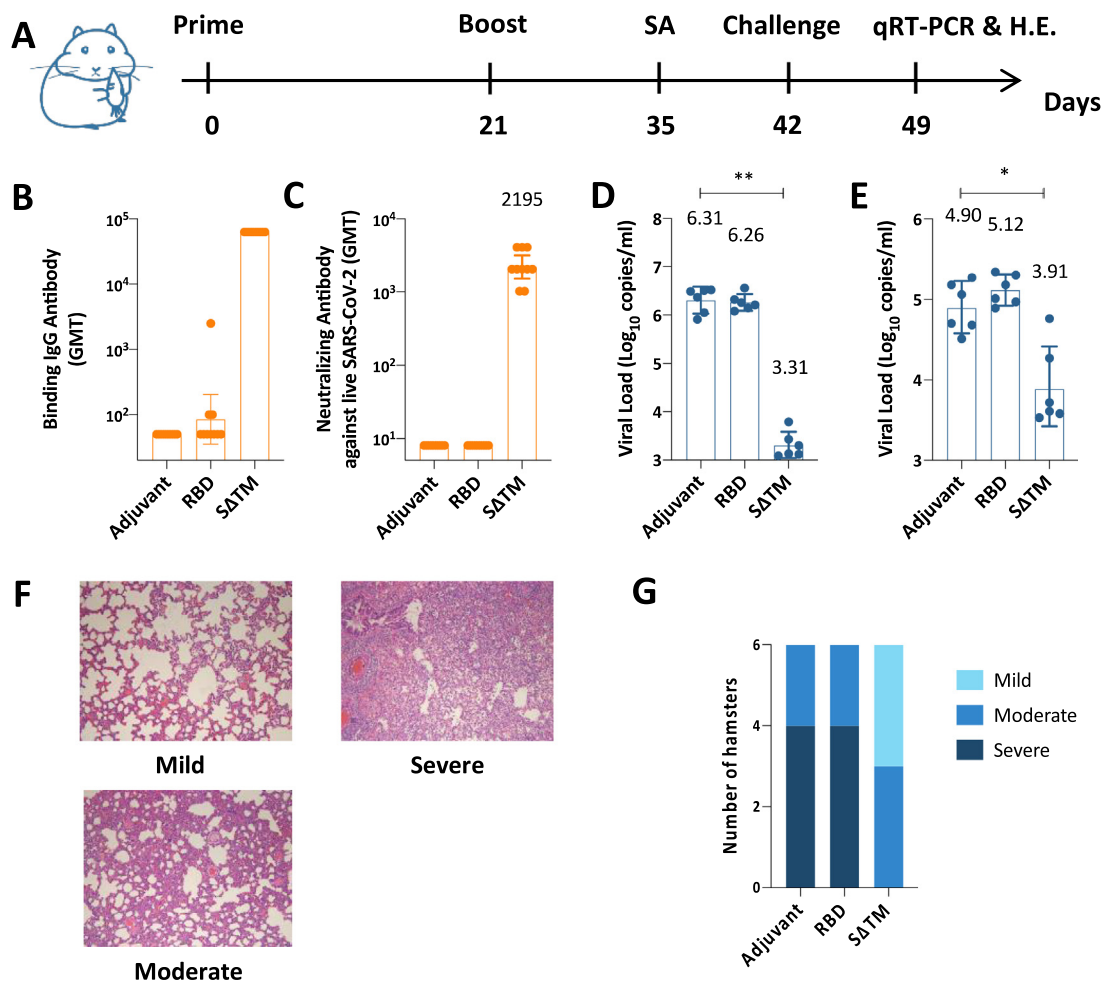 A
Prime Boost SA Challenge qRT-PCR & H.E.
0 21 35 42 49 Days
B
Binding IgG Antibody
(GMT)
10⁵
10⁴
10³
10²
Adjuvant RBD SΔTM
C
Neutralizing Antibody
against live SARS-CoV-2 (GMT)
2195
10⁴
10³
10²
10¹
Adjuvant RBD SΔTM
D
Viral Load (Log₁₀ copies/ml)
**
6.31 6.26 3.31
8
7
6
5
4
3
Adjuvant RBD SΔTM
E
Viral Load (Log₁₀ copies/ml)
*
4.90 5.12 3.91
6
5
4
3
Adjuvant RBD SΔTM
F
Mild
Severe
Moderate
G
Number of hamsters
6
4
2
0
Adjuvant RBD SΔTM
Mild
Moderate
Severe